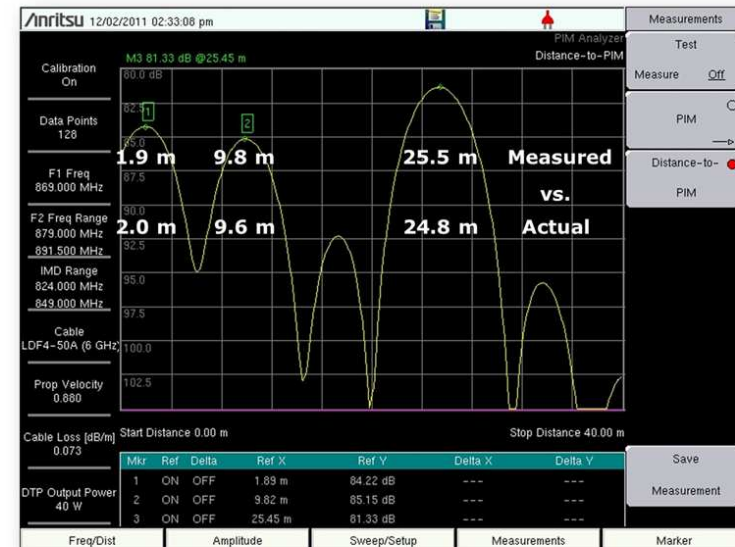 Anritsu 12/02/2011 02:33:08 pm
Measurements
PIM Analyzer
M3 81.33 dB @25.45 m
Distance-to-PIM
Test
Measure Off
PIM
Distance-to-
PIM
Calibration
On
Data Points
128
F1 Freq
869.000 MHz
F2 Freq Range
879.000 MHz
891.500 MHz
IMD Range
824.000 MHz
849.000 MHz
Cable
LDF4-50A (6 GHz)
Prop Velocity
0.880
Cable Loss [dB/m]
0.073
DTP Output Power
40 W
80.0 dB
82.5
85.0
87.5
90.0
92.5
95.0
97.5
100.0
102.5
1
2
1.9 m 9.8 m 25.5 m Measured
vs.
2.0 m 9.6 m 24.8 m Actual
Start Distance 0.00 m
Stop Distance 40.00 m
Mkr Ref Delta Ref X Ref Y Delta X Delta Y
1 ON OFF 1.89 m 84.22 dB --- ---
2 ON OFF 9.82 m 85.15 dB --- ---
3 ON OFF 25.45 m 81.33 dB --- ---
Save
Measurement
Freq/Dist Amplitude Sweep/Setup Measurements Marker